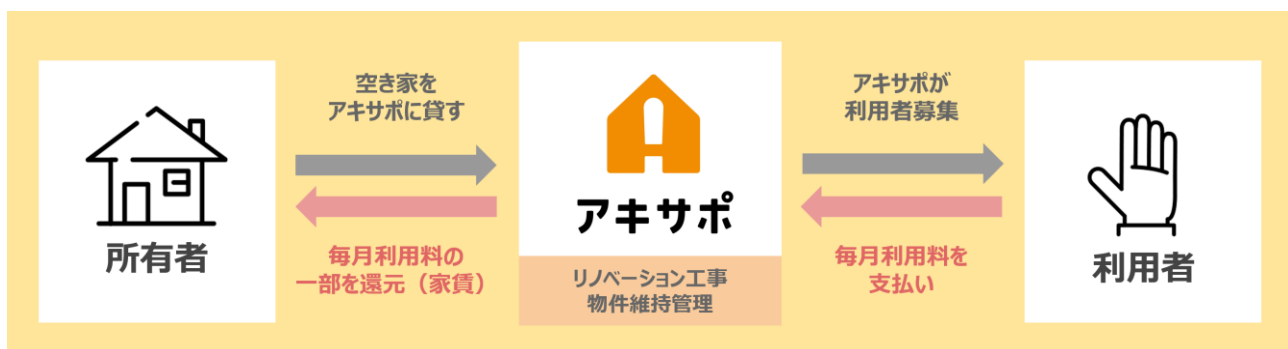 空き家を
アキサポに貸す
アキサポが
利用者募集
アキサポ
所有者
毎月利用料の
一部を還元（家賃）
リノベーション工事
物件維持管理
毎月利用料を
支払い
利用者